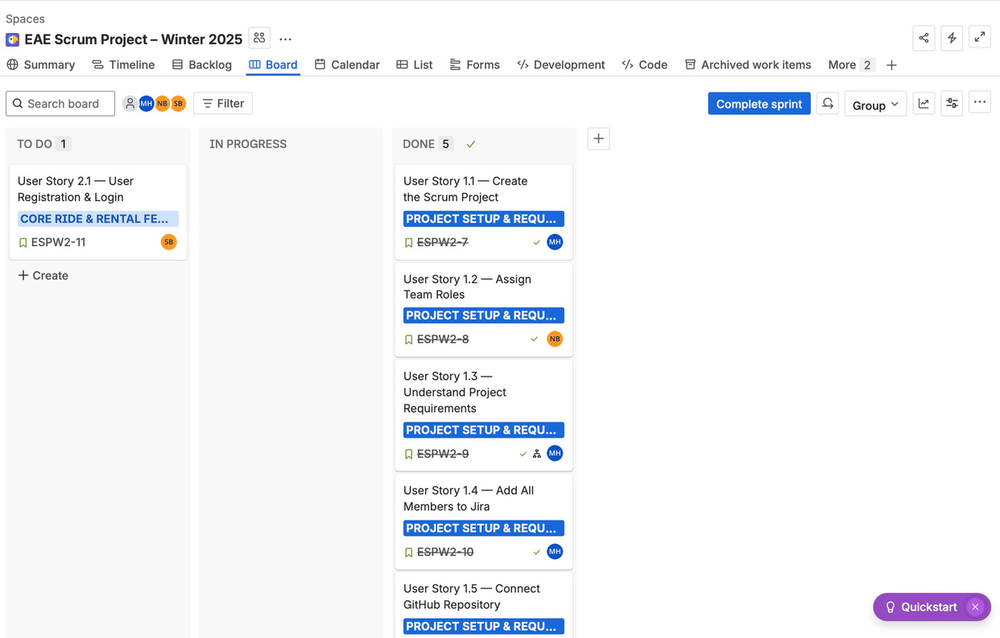 Spaces
EAE Scrum Project – Winter 2025
Summary Timeline Backlog Board Calendar List Forms Development Code Archived work items More 2
Search board MH NB SB Filter Complete sprint Group
TO DO 1
User Story 2.1 — User
Registration & Login
CORE RIDE & RENTAL FE...
ESPW2-11 SB
Create
IN PROGRESS
DONE 5
User Story 1.1 — Create
the Scrum Project
PROJECT SETUP & REQU...
ESPW2-7 MH
User Story 1.2 — Assign
Team Roles
PROJECT SETUP & REQU...
ESPW2-8 NB
User Story 1.3 —
Understand Project
Requirements
PROJECT SETUP & REQU...
ESPW2-9 MH
User Story 1.4 — Add All
Members to Jira
PROJECT SETUP & REQU...
ESPW2-10 MH
User Story 1.5 — Connect
GitHub Repository
PROJECT SETUP & REQU...
Quickstart